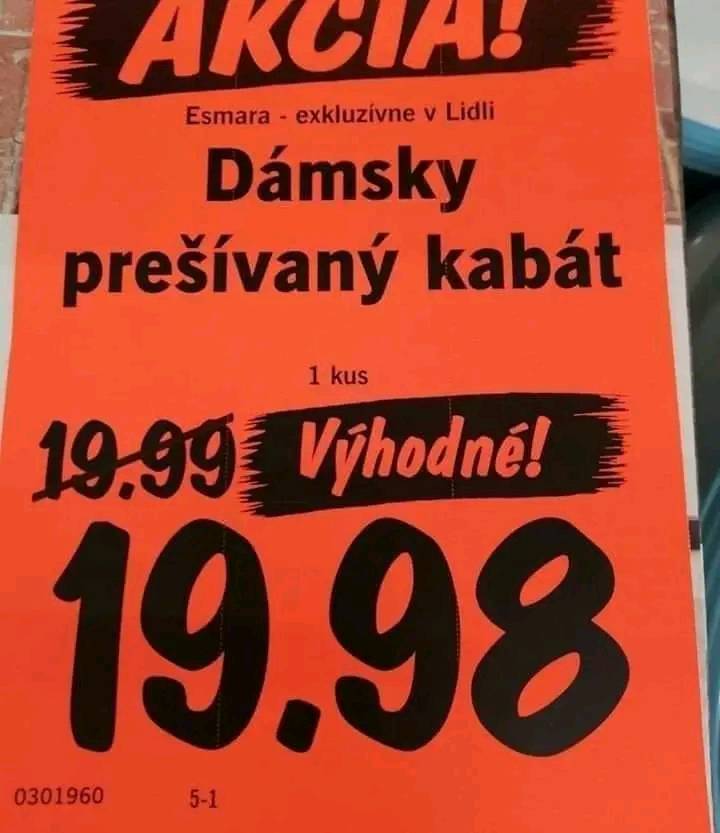 AKCIA!
Esmara - exkluzívne v Lidli
Dámsky
prešívaný kabát
1 kus
19.99 Výhodné!
19.98
0301960 5-1